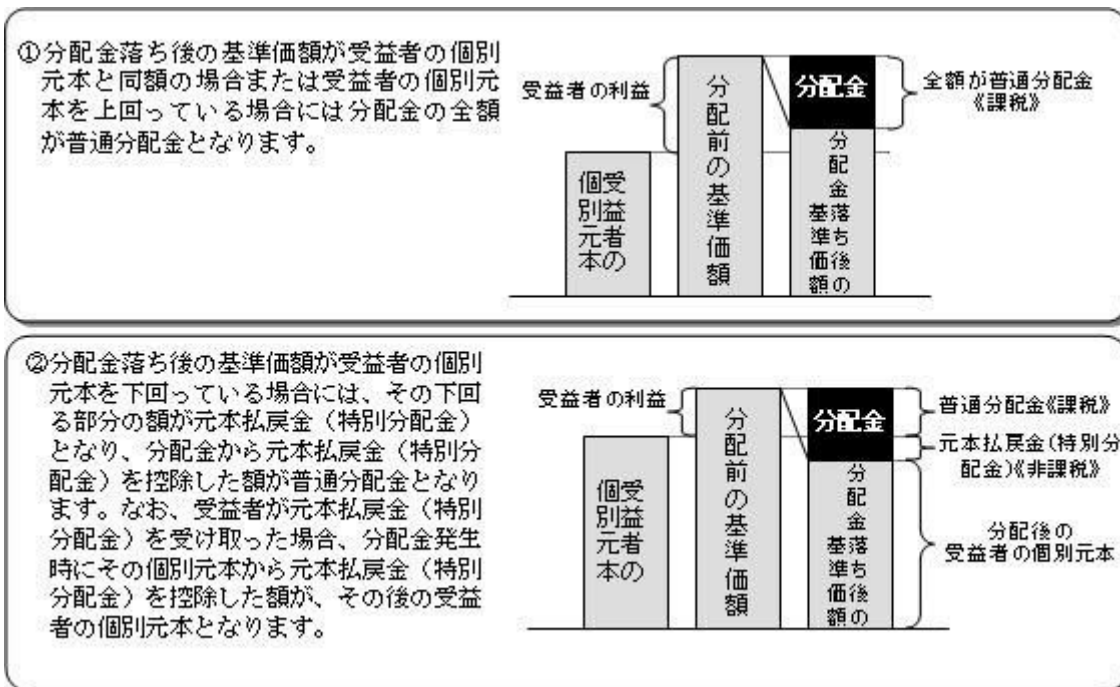 ①分配金落ち後の基準価額が受益者の個別
元本と同額の場合または受益者の個別元
本を上回っている場合には分配金の全額
が普通分配金となります。
受益者の利益
受益者の
個別元本
分配前の基準価額
分配金
分配金落ち後の
基準価額
全額が普通分配金
《課税》
②分配金落ち後の基準価額が受益者の個別
元本を下回っている場合には、その下回
る部分の額が元本払戻金（特別分配金）
となり、分配金から元本払戻金（特別分
配金）を控除した額が普通分配金となり
ます。なお、受益者が元本払戻金（特別
分配金）を受け取った場合、分配金発生
時にその個別元本から元本払戻金（特別
分配金）を控除した額が、その後の受益
者の個別元本となります。
受益者の利益
受益者の
個別元本
分配前の基準価額
分配金
分配金落ち後の
基準価額
普通分配金《課税》
元本払戻金(特別分
配金)《非課税》
分配後の
受益者の個別元本